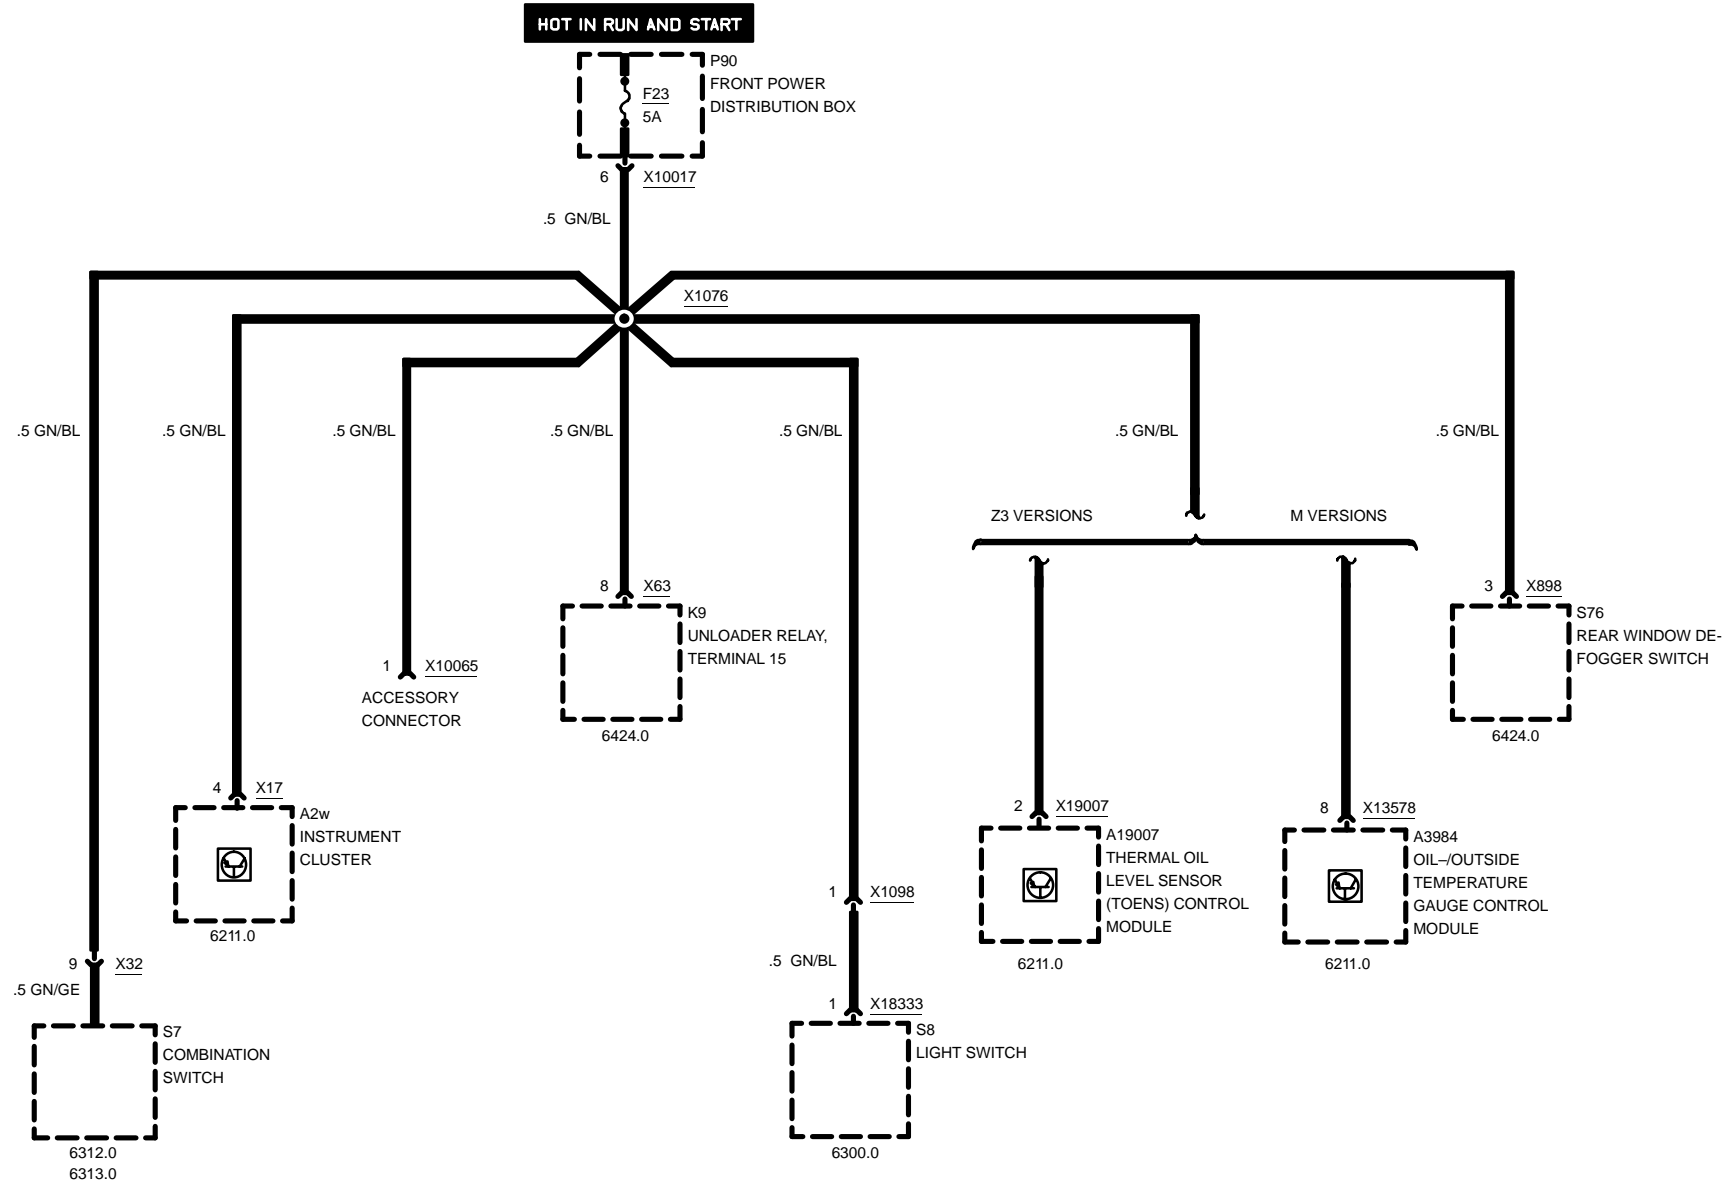 HOT IN RUN AND START
P90
FRONT POWER
DISTRIBUTION BOX
F23
5A
6 X10017
.5 GN/BL
X1076
.5 GN/BL
.5 GN/BL
.5 GN/BL
.5 GN/BL
.5 GN/BL
.5 GN/BL
.5 GN/BL
Z3 VERSIONS
M VERSIONS
8 X63
K9
UNLOADER RELAY,
TERMINAL 15
6424.0
3 X898
S76
REAR WINDOW DE-
FOGGER SWITCH
6424.0
1 X10065
ACCESSORY
CONNECTOR
4 X17
A2w
INSTRUMENT
CLUSTER
6211.0
2 X19007
A19007
THERMAL OIL
LEVEL SENSOR
(TOENS) CONTROL
MODULE
6211.0
8 X13578
A3984
OIL–/OUTSIDE
TEMPERATURE
GAUGE CONTROL
MODULE
6211.0
1 X1098
.5 GN/BL
1 X18333
S8
LIGHT SWITCH
6300.0
9 X32
.5 GN/GE
S7
COMBINATION
SWITCH
6312.0
6313.0